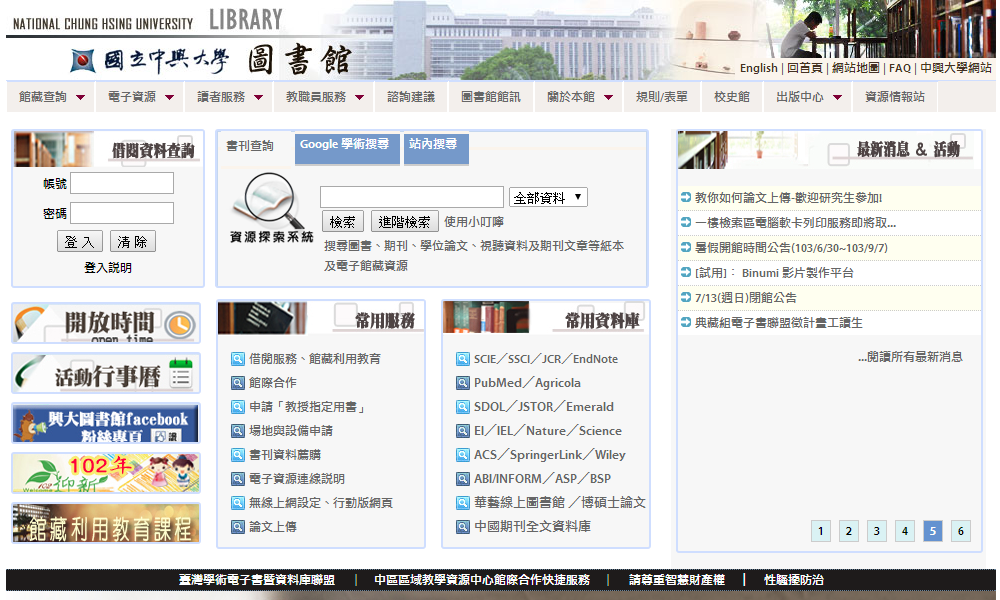 NATIONAL CHUNG HSING UNIVERSITY LIBRARY
國立中興大學 圖書館
English | 回首頁 | 網站地圖 | FAQ | 中興大學網站
館藏查詢 電子資源 讀者服務 教職員服務 諮詢建議 圖書館館訊 關於本館 規則/表單 校史館 出版中心 資源情報站
借閱資料查詢
帳號
密碼
登入 清除
登入說明
開放時間
open time
活動行事曆
興大圖書館facebook
粉絲專頁
102年
迎新
館藏利用教育課程
書刊查詢 Google 學術搜尋 站內搜尋
資源探索系統
全部資料
檢索 進階檢索 使用小叮嚀
搜尋圖書、期刊、學位論文、視聽資料及期刊文章等紙本
及電子館藏資源
常用服務
借閱服務、館藏利用教育
館際合作
申請「教授指定用書」
場地與設備申請
書刊資料薦購
電子資源連線說明
無線上網設定、行動版網頁
論文上傳
常用資料庫
SCIE／SSCI／JCR／EndNote
PubMed／Agricola
SDOL／JSTOR／Emerald
EI／IEL／Nature／Science
ACS／SpringerLink／Wiley
ABI/INFORM／ASP／BSP
華藝線上圖書館 ／博碩士論文
中國期刊全文資料庫
最新消息 & 活動
教你如何論文上傳-歡迎研究生參加!
一樓檢索區電腦軟卡列印服務即將取...
暑假開館時間公告(103/6/30~103/9/7)
[試用]： Binumi 影片製作平台
7/13(週日)閉館公告
典藏組電子書聯盟徵計畫工讀生
...閱讀所有最新消息
1 2 3 4 5 6
臺灣學術電子書暨資料庫聯盟 | 中區區域教學資源中心館際合作快捷服務 | 請尊重智慧財產權 | 性騷擾防治